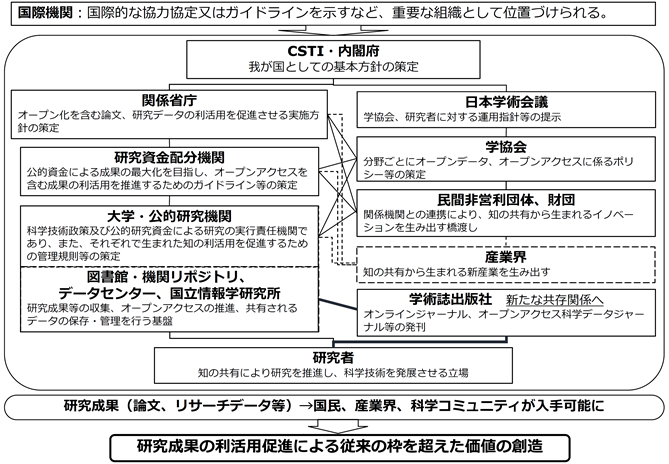 国際機関：国際的な協力協定又はガイドラインを示すなど、重要な組織として位置づけられる。
CSTI・内閣府
我が国としての基本方針の策定
関係省庁
オープン化を含む論文、研究データの利活用を促進させる実施方
針の策定
日本学術会議
学協会、研究者に対する運用指針等の提示
研究資金配分機関
公的資金による成果の最大化を目指し、オープンアクセスを
含む成果の利活用を推進するためのガイドライン等の策定
学協会
分野ごとにオープンデータ、オープンアクセスに係るポリ
シー等の策定
大学・公的研究機関
科学技術政策及び公的研究資金による研究の実行責任機関
であり、また、それぞれで生まれた知の利活用を促進するため
の管理規則等の策定
民間非営利団体、財団
関係機関との連携により、知の共有から生まれるイノベー
ションを生み出す橋渡し
産業界
知の共有から生まれる新産業を生み出す
図書館・機関リポジトリ、
データセンター、国立情報学研究所
研究成果等の収集、オープンアクセスの推進、共有される
データの保存・管理を行う基盤
学術誌出版社　新たな共存関係へ
オンラインジャーナル、オープンアクセス科学データジャー
ナル等の発刊
研究者
知の共有により研究を推進し、科学技術を発展させる立場
研究成果（論文、リサーチデータ等）→国民、産業界、科学コミュニティが入手可能に
研究成果の利活用促進による従来の枠を超えた価値の創造